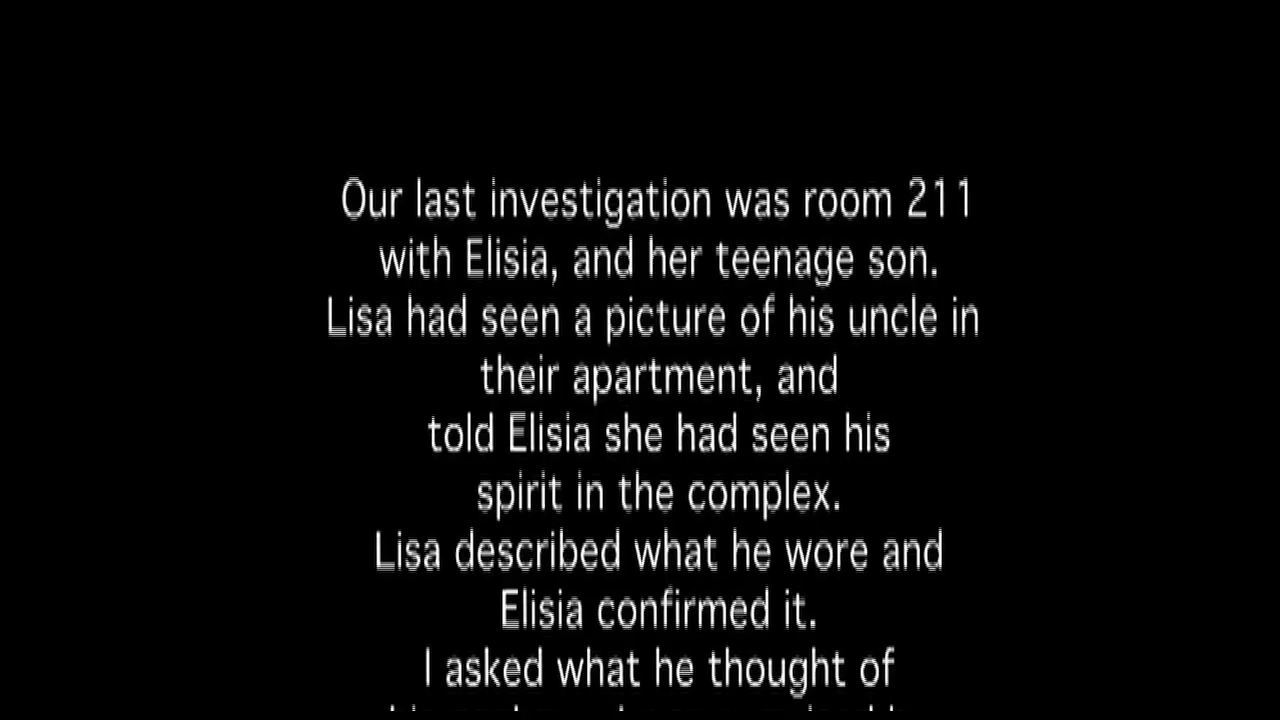 Our last investigation was room 211
with Elisia, and her teenage son.
Lisa had seen a picture of his uncle in
their apartment, and
told Elisia she had seen his
spirit in the complex.
Lisa described what he wore and
Elisia confirmed it.
I asked what he thought of